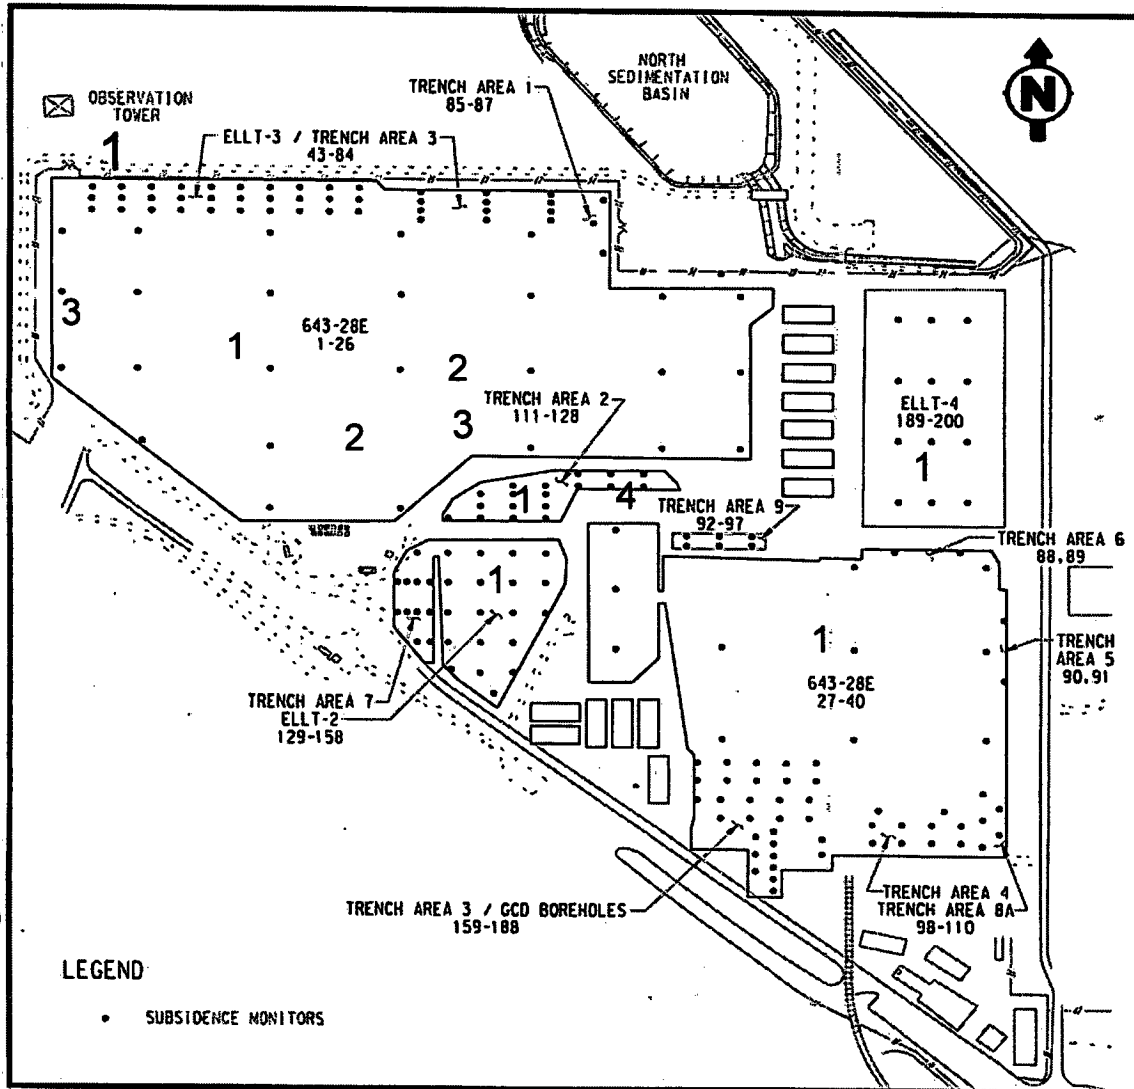 NORTH
SEDIMENTATION
BASIN
N
OBSERVATION
TOWER
TRENCH AREA 1
85-87
1
ELLT-3 / TRENCH AREA 3
43-84
3
643-28E
1-26
1
2
TRENCH AREA 2
111-128
2
3
ELLT-4
189-200
1
1
4
TRENCH AREA 9
92-97
TRENCH AREA 6
88,89
1
1
TRENCH
AREA 5
90,91
643-28E
27-40
TRENCH AREA 7
ELLT-2
129-158
TRENCH AREA 3 / GCD BOREHOLES
159-188
TRENCH AREA 4
TRENCH AREA 8A
98-110
LEGEND
SUBSIDENCE MONITORS